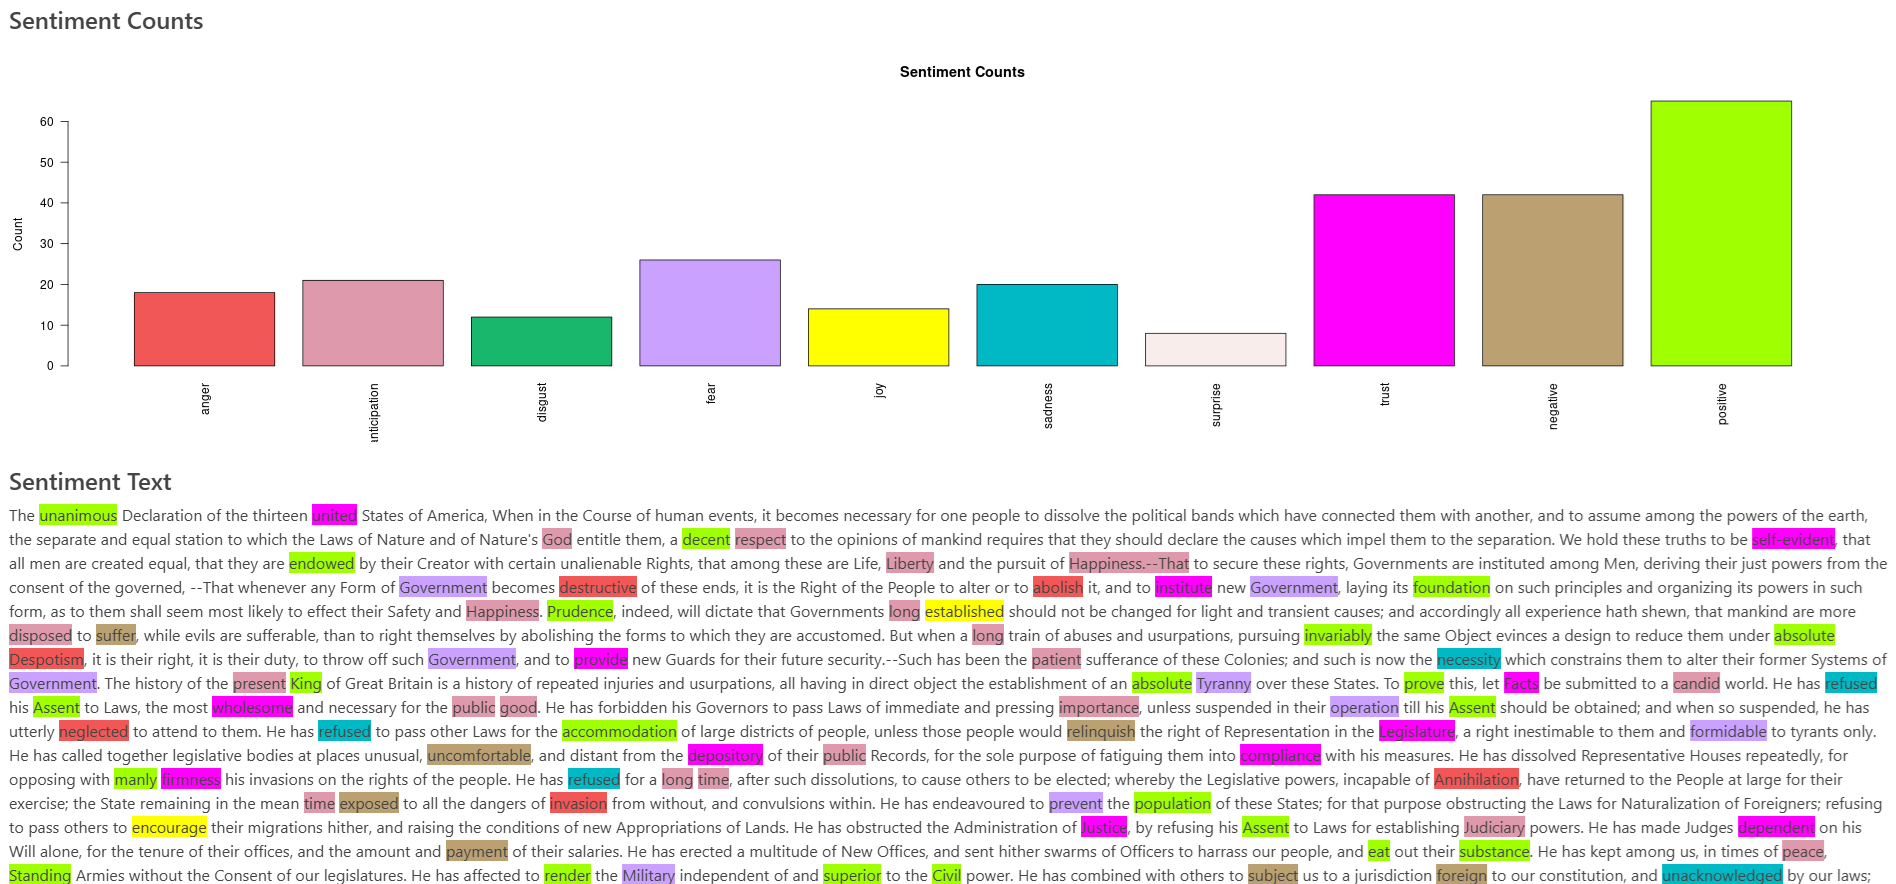 Sentiment Counts
Sentiment Counts
60
50
40
30
20
10
0
Count
anger
nticipation
disgust
fear
joy
sadness
surprise
trust
negative
positive
Sentiment Text
The unanimous Declaration of the thirteen united States of America, When in the Course of human events, it becomes necessary for one people to dissolve the political bands which have connected them with another, and to assume among the powers of the earth,
the separate and equal station to which the Laws of Nature and of Nature's God entitle them, a decent respect to the opinions of mankind requires that they should declare the causes which impel them to the separation. We hold these truths to be self-evident, that
all men are created equal, that they are endowed by their Creator with certain unalienable Rights, that among these are Life, Liberty and the pursuit of Happiness.--That to secure these rights, Governments are instituted among Men, deriving their just powers from the
consent of the governed, --That whenever any Form of Government becomes destructive of these ends, it is the Right of the People to alter or to abolish it, and to institute new Government, laying its foundation on such principles and organizing its powers in such
form, as to them shall seem most likely to effect their Safety and Happiness. Prudence, indeed, will dictate that Governments long established should not be changed for light and transient causes; and accordingly all experience hath shewn, that mankind are more
disposed to suffer, while evils are sufferable, than to right themselves by abolishing the forms to which they are accustomed. But when a long train of abuses and usurpations, pursuing invariably the same Object evinces a design to reduce them under absolute
Despotism, it is their right, it is their duty, to throw off such Government, and to provide new Guards for their future security.--Such has been the patient sufferance of these Colonies; and such is now the necessity which constrains them to alter their former Systems of
Government. The history of the present King of Great Britain is a history of repeated injuries and usurpations, all having in direct object the establishment of an absolute Tyranny over these States. To prove this, let Facts be submitted to a candid world. He has refused
his Assent to Laws, the most wholesome and necessary for the public good. He has forbidden his Governors to pass Laws of immediate and pressing importance, unless suspended in their operation till his Assent should be obtained; and when so suspended, he has
utterly neglected to attend to them. He has refused to pass other Laws for the accommodation of large districts of people, unless those people would relinquish the right of Representation in the Legislature, a right inestimable to them and formidable to tyrants only.
He has called together legislative bodies at places unusual, uncomfortable, and distant from the depository of their public Records, for the sole purpose of fatiguing them into compliance with his measures. He has dissolved Representative Houses repeatedly, for
opposing with manly firmness his invasions on the rights of the people. He has refused for a long time, after such dissolutions, to cause others to be elected; whereby the Legislative powers, incapable of Annihilation, have returned to the People at large for their
exercise; the State remaining in the mean time exposed to all the dangers of invasion from without, and convulsions within. He has endeavoured to prevent the population of these States; for that purpose obstructing the Laws for Naturalization of Foreigners; refusing
to pass others to encourage their migrations hither, and raising the conditions of new Appropriations of Lands. He has obstructed the Administration of Justice, by refusing his Assent to Laws for establishing Judiciary powers. He has made Judges dependent on his
Will alone, for the tenure of their offices, and the amount and payment of their salaries. He has erected a multitude of New Offices, and sent hither swarms of Officers to harrass our people, and eat out their substance. He has kept among us, in times of peace,
Standing Armies without the Consent of our legislatures. He has affected to render the Military independent of and superior to the Civil power. He has combined with others to subject us to a jurisdiction foreign to our constitution, and unacknowledged by our laws;